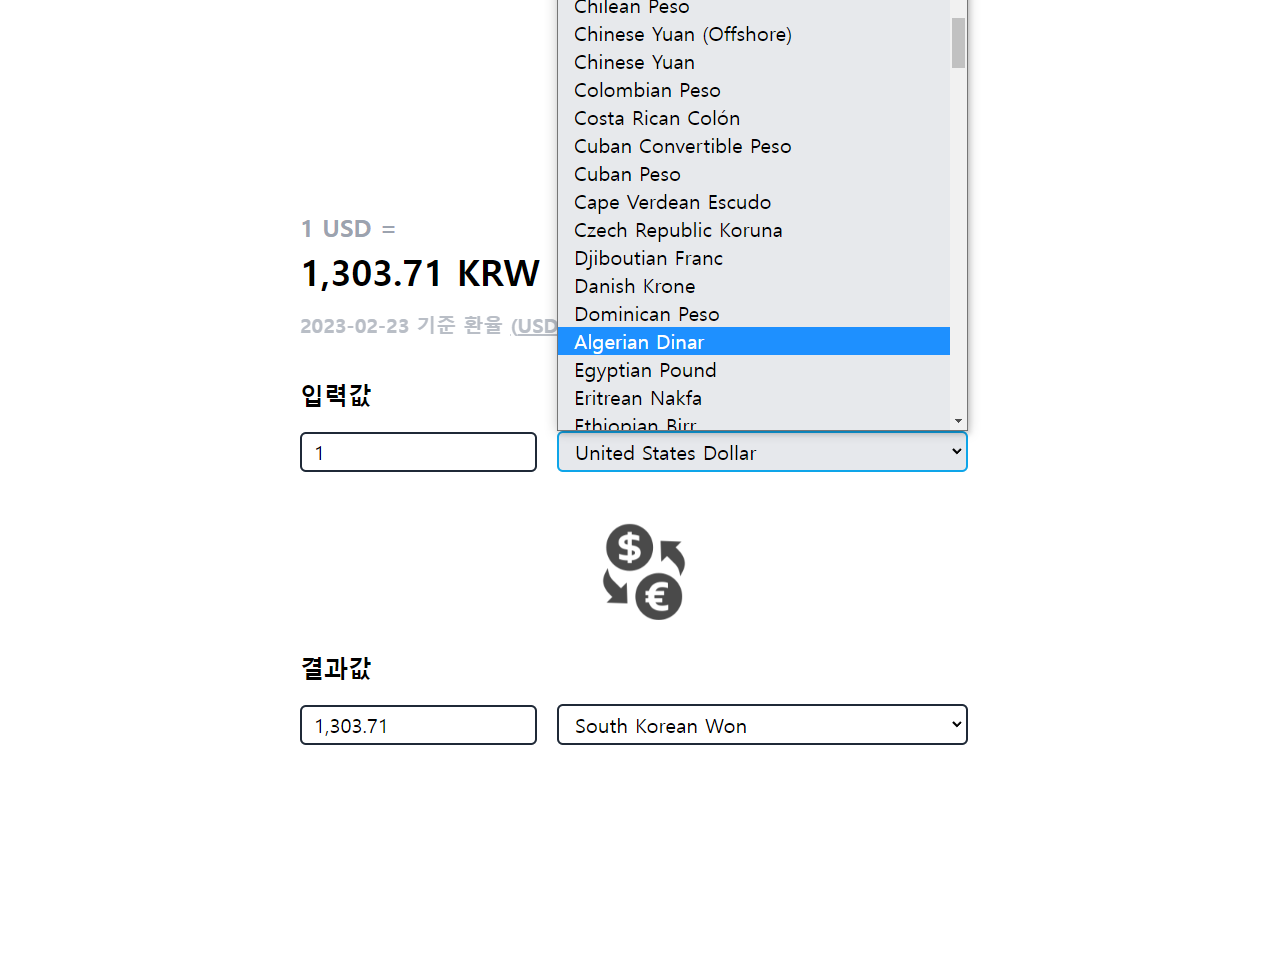 Chilean Peso
Chinese Yuan (Offshore)
Chinese Yuan
Colombian Peso
Costa Rican Colón
Cuban Convertible Peso
Cuban Peso
Cape Verdean Escudo
Czech Republic Koruna
Djiboutian Franc
Danish Krone
Dominican Peso
Algerian Dinar
Egyptian Pound
Eritrean Nakfa
Ethiopian Birr
1 USD =
1,303.71 KRW
2023-02-23 기준 환율 (USD
입력값
1
United States Dollar
$
€
결과값
1,303.71
South Korean Won